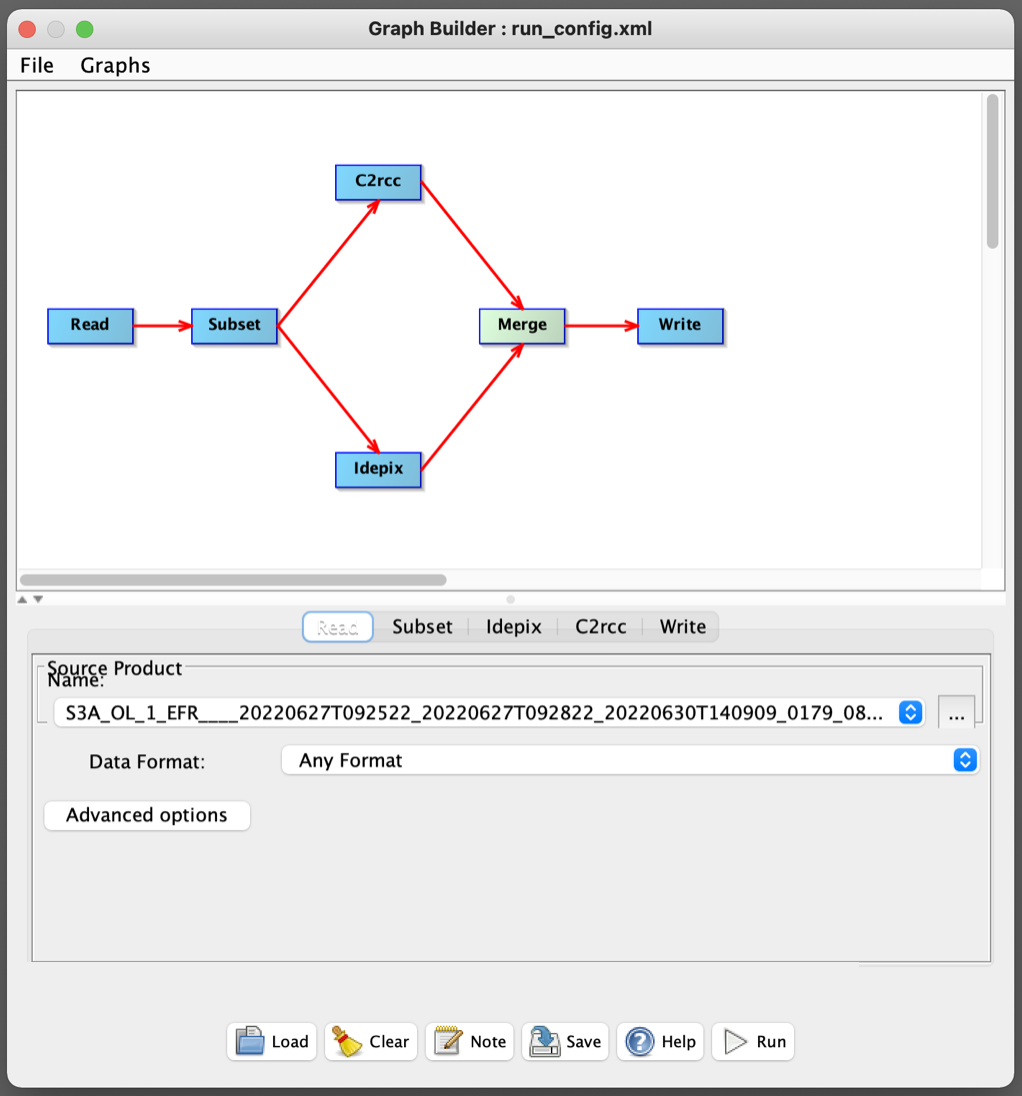 Graph Builder : run_config.xml
File Graphs
C2rcc
Read Subset Merge Write
Idepix
Read Subset Idepix C2rcc Write
Source Product
Name:
S3A_OL_1_EFR____20220627T092522_20220627T092822_20220630T140909_0179_08... ...
Data Format: Any Format
Advanced options
Load Clear Note Save Help Run